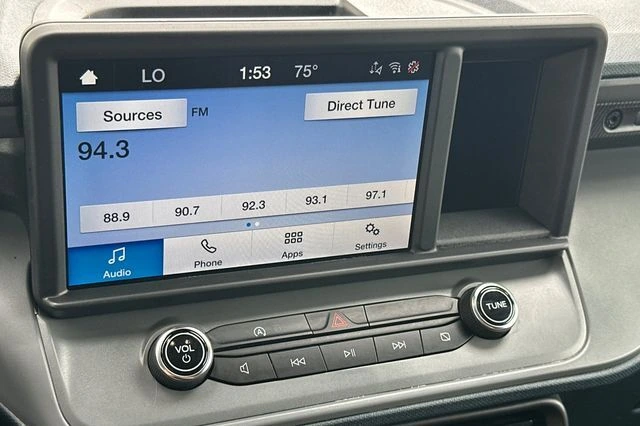 LO 1:53 75°
Sources FM Direct Tune
94.3
88.9 90.7 92.3 93.1 97.1
Audio Phone Apps Settings
VOL TUNE